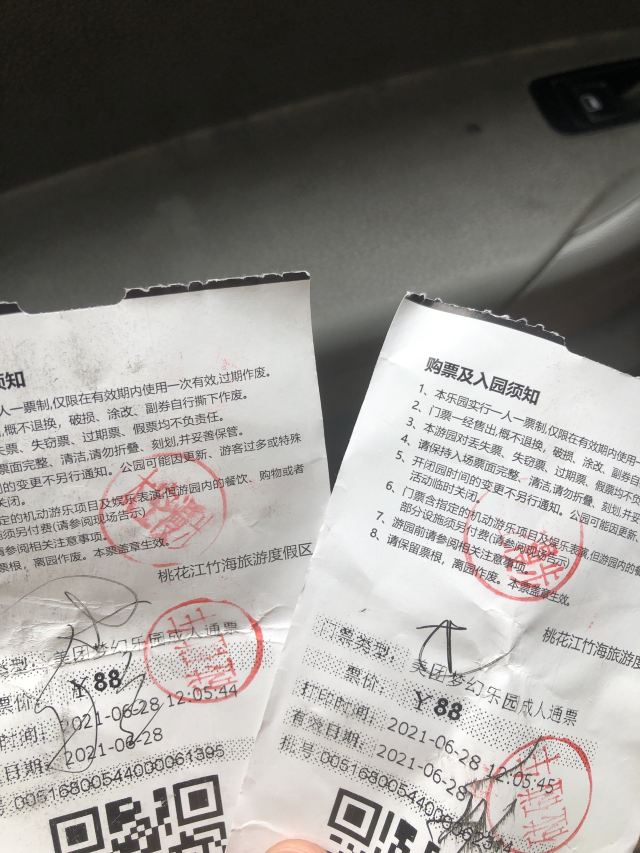 须知
人一票制,仅限在有效期内使用一次有效,过期作废。
概不退换，破损、涂改、副券自行撕下作废。
失票、失窃票、过期票、假票均不负责任。
票面完整、清洁,请勿折叠、刻划,并妥善保管。
的变更不另行通知。公园可能因更新、游客过多或特殊
关闭。
定的机动游乐项目及娱乐表演,但游园内的餐饮、购物或者
须另付费(请参阅现场告示)
请参阅相关注意事项。
票根，离园作废。本票盖章生效。
桃花江竹海旅游度假区
类型: 美团梦幻乐园成人通票
票价: ￥88
时间: 2021-06-28 12:05:44
日期: 2021-06-28
号:00516800544000061395
购票及入园须知
1、本乐园实行一人一票制,仅限在有效期内使用一
2、门票一经售出,概不退换，破损、涂改、副券自
3、本游园对丢失票、失窃票、过期票、假票均不
4、请保持入场票面完整、清洁,请勿折叠、刻划,并
5、开闭园时间的变更不另行通知。公园可能因更新、
活动临时关闭。
6、门票含指定的机动游乐项目及娱乐表演,但游园内的餐
部分设施须另付费(请参阅现场告示)
7、游园前请参阅相关注意事项。
8、请保留票根，离园作废。本票盖章生效。
桃花江竹海旅游度
门票类型: 美团梦幻乐园成人通票
票价: ￥88
打印时间: 2021-06-28 12:05:45
有效日期: 2021-06-28